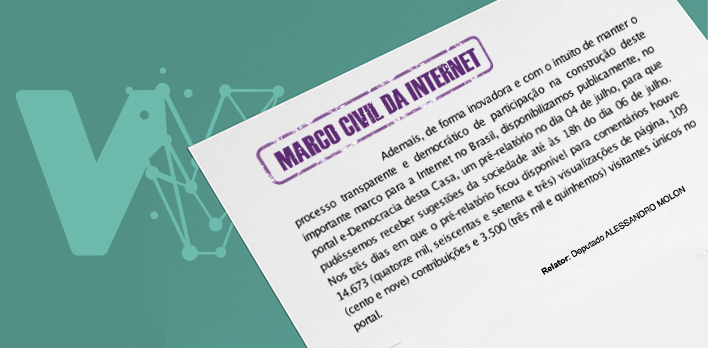 W
MARCO CIVIL DA INTERNET
Ademais, de forma inovadora e com o intuito de manter o
processo transparente e democrático de participação na construção deste
importante marco para a Internet no Brasil, disponibilizamos publicamente, no
portal e-Democracia desta Casa, um pré-relatório no dia 04 de julho, para que
pudéssemos receber sugestões da sociedade até às 18h do dia 06 de julho.
Nos três dias em que o pré-relatório ficou disponível para comentários houve
14.673 (quatorze mil, seiscentas e setenta e três) visualizações de página, 109
(cento e nove) contribuições e 3.500 (três mil e quinhentos) visitantes únicos no
portal.
Relator: Deputado ALESSANDRO MOLON